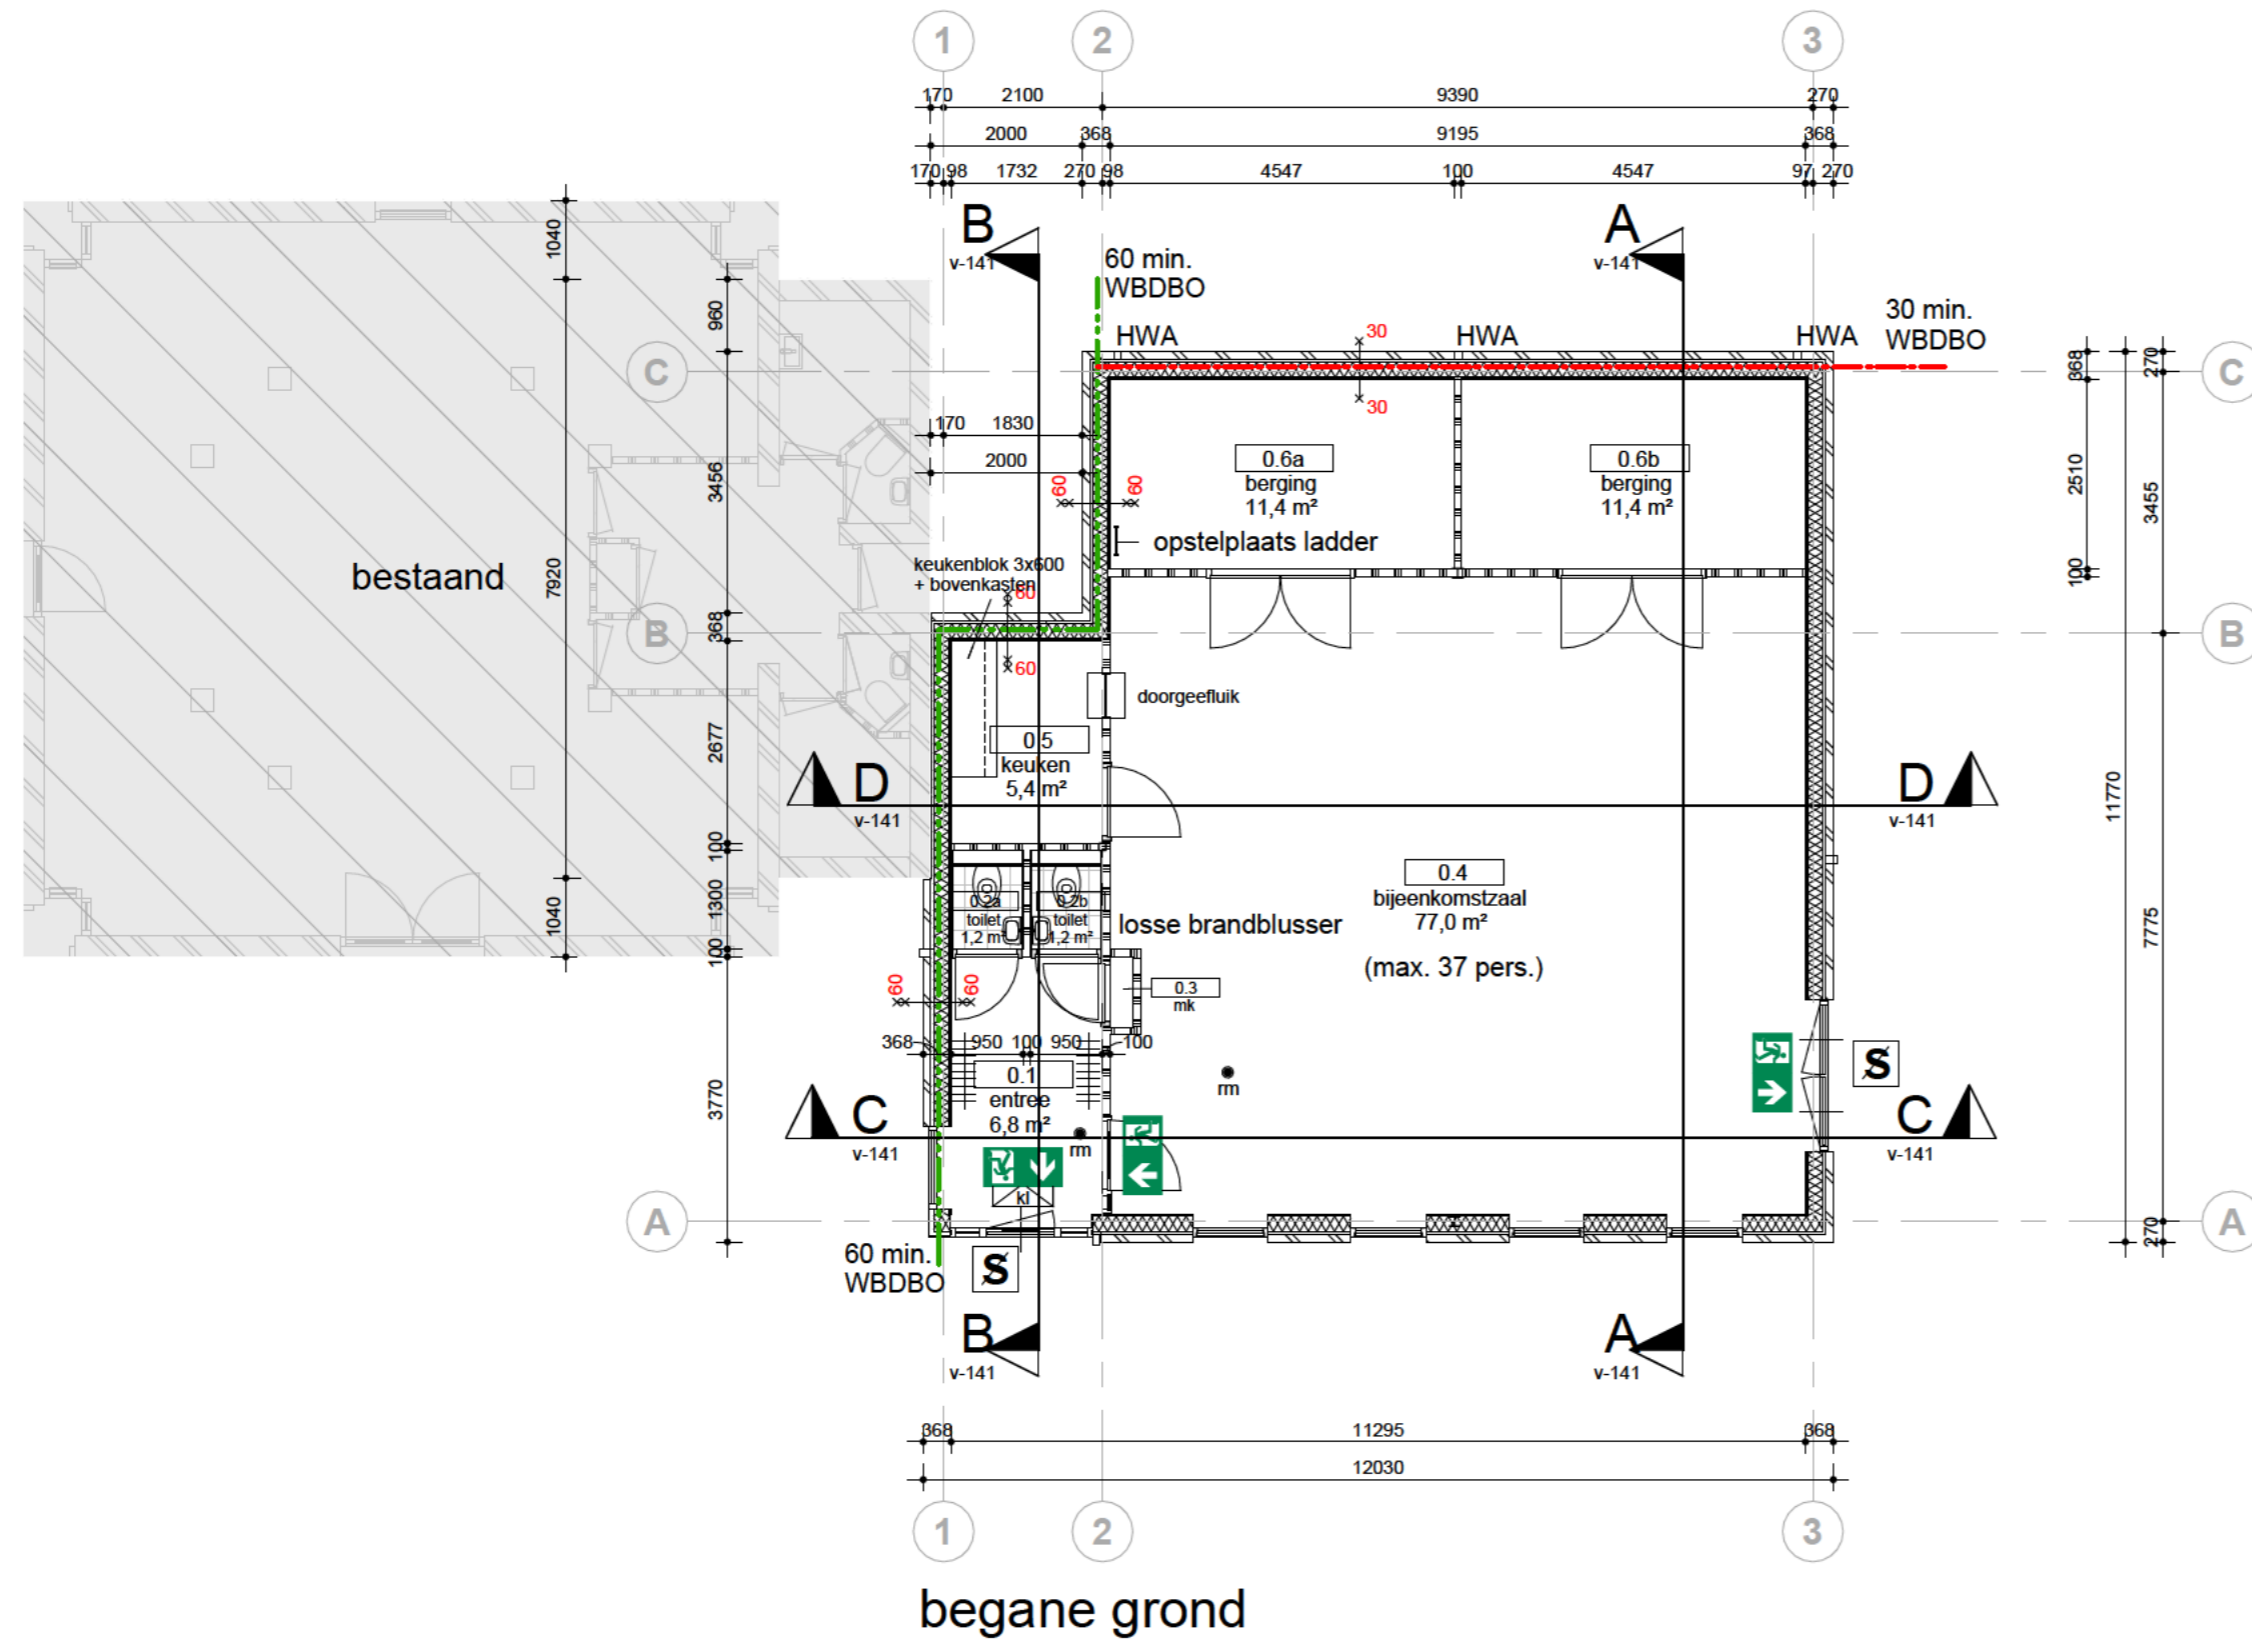 1 2 3
170 2100 9390 270
2000 368 9195 368
170 98 1732 270 98 4547 100 4547 97 270
B
v-141
A
v-141
60 min.
WBDBO
30 min.
WBDBO
HWA HWA HWA
30
30
C
C
1040
960
368
270
170 1830
2000
60 60
0.6a
berging
11,4 m²
0.6b
berging
11,4 m²
3456
2510
3455
opstelplaats ladder
keukenblok 3x600
+ bovenkasten
60
60
bestaand
7920
100
B
368
B
doorgeefluik
2677
0.5
keuken
5,4 m²
D
v-141
D
v-141
11770
100
0.2a
toilet
1,2 m²
0.2b
toilet
1,2 m²
0.4
bijeenkomstzaal
77,0 m²
(max. 37 pers.)
losse brandblusser
1300
1040
100
7775
60 60
0.3
mk
368 950 100 950 100
0.1
entree
6,8 m²
rm
rm
S
3770
C
v-141
C
v-141
kl
A
A
270
60 min.
WBDBO
S
B
v-141
A
v-141
368 11295 368
12030
1 2 3
begane grond